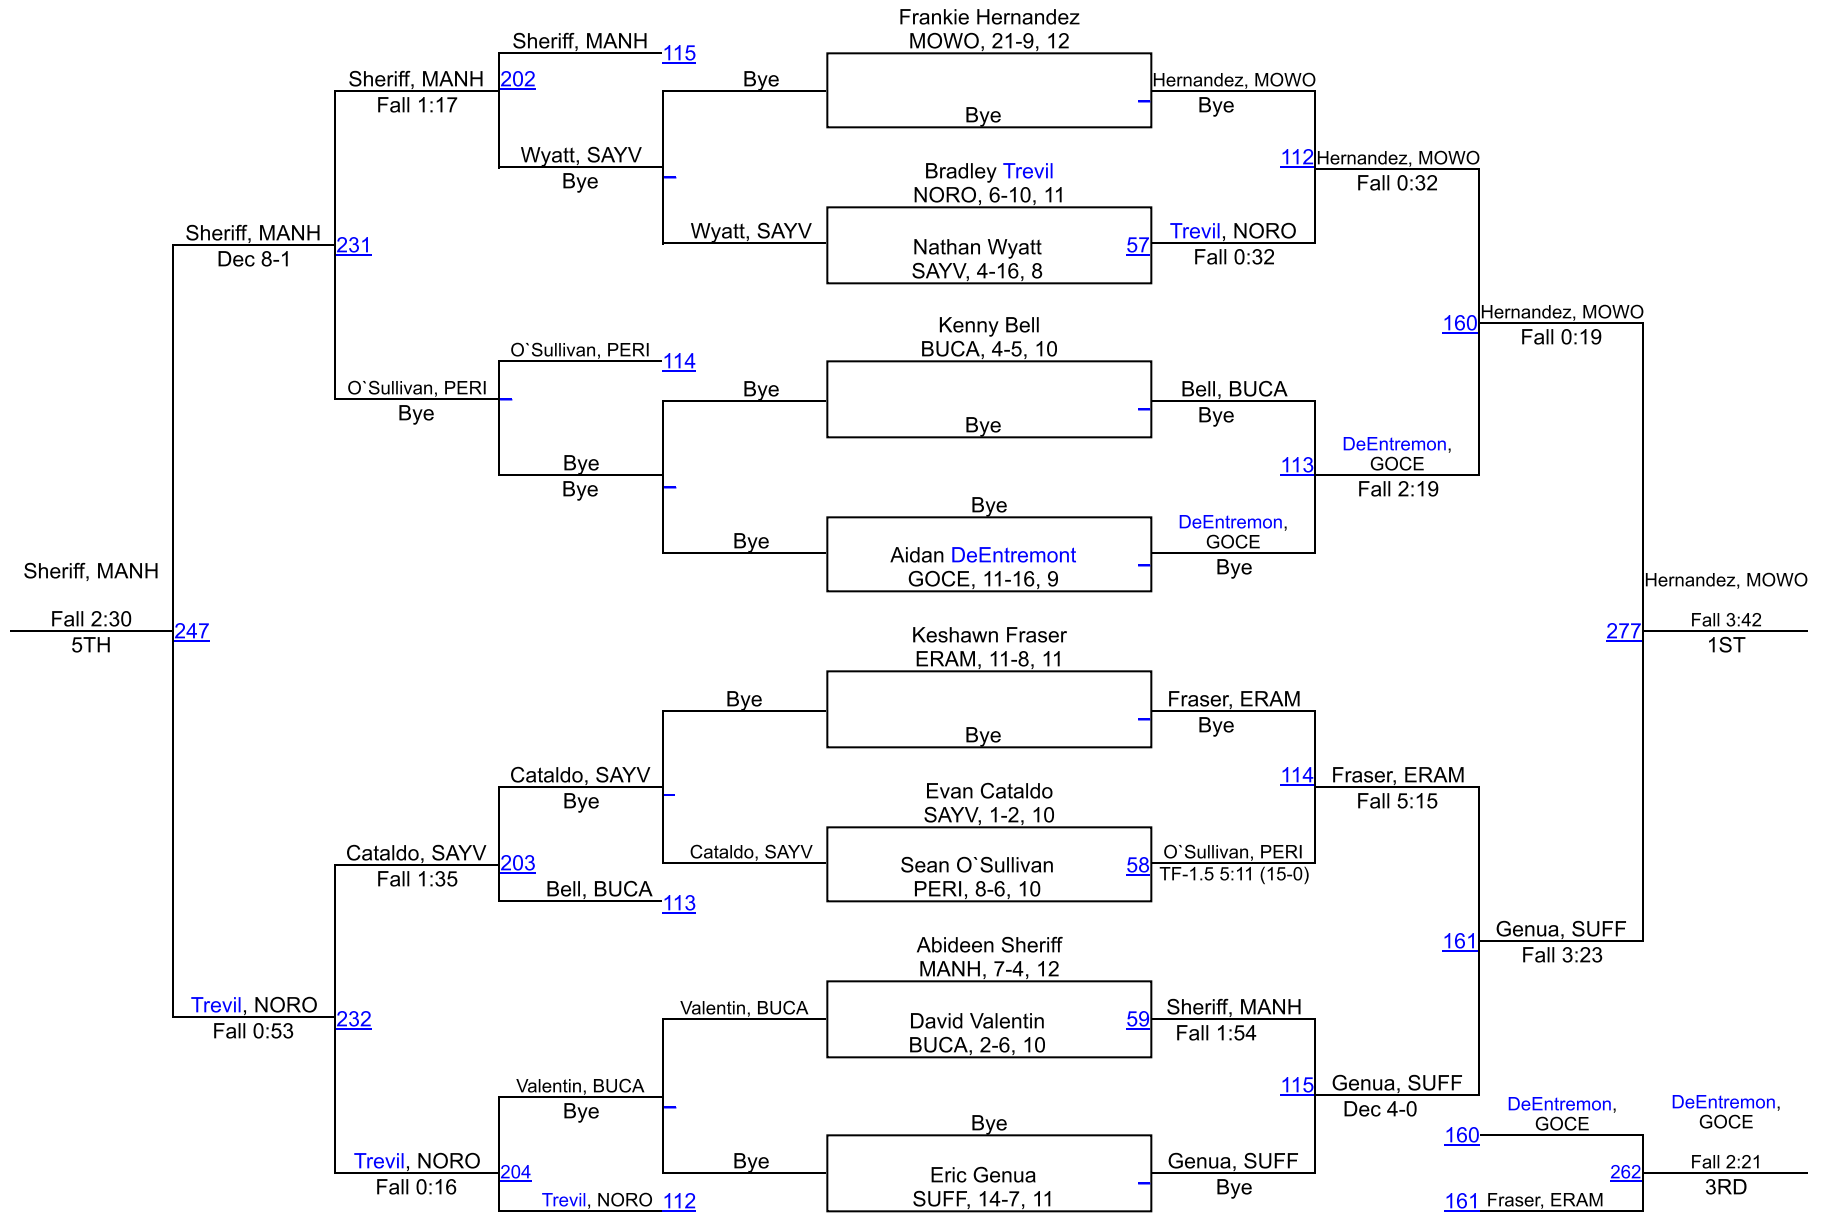 Frankie Hernandez
MOWO, 21-9, 12
Sheriff, MANH
115
Sheriff, MANH
202
Fall 1:17
Bye
Bye
Hernandez, MOWO
Bye
Wyatt, SAYV
Bye
112
Hernandez, MOWO
Fall 0:32
Bradley Trevil
NORO, 6-10, 11
Sheriff, MANH
231
Dec 8-1
Wyatt, SAYV
Nathan Wyatt
SAYV, 4-16, 8
57
Trevil, NORO
Fall 0:32
160
Hernandez, MOWO
Fall 0:19
Kenny Bell
BUCA, 4-5, 10
O`Sullivan, PERI
114
O`Sullivan, PERI
Bye
Bye
Bye
Bell, BUCA
Bye
Bye
Bye
113
DeEntremon,
GOCE
Fall 2:19
Bye
Bye
Aidan DeEntremont
GOCE, 11-16, 9
DeEntremon,
GOCE
Bye
Sheriff, MANH
Fall 2:30
5TH
247
Hernandez, MOWO
277
Fall 3:42
1ST
Keshawn Fraser
ERAM, 11-8, 11
Bye
Bye
Fraser, ERAM
Bye
Cataldo, SAYV
Bye
114
Fraser, ERAM
Fall 5:15
Evan Cataldo
SAYV, 1-2, 10
Cataldo, SAYV
203
Fall 1:35
Cataldo, SAYV
Sean O`Sullivan
PERI, 8-6, 10
58
O`Sullivan, PERI
TF-1.5 5:11 (15-0)
Bell, BUCA
113
161
Genua, SUFF
Fall 3:23
Abideen Sheriff
MANH, 7-4, 12
Trevil, NORO
232
Fall 0:53
Valentin, BUCA
David Valentin
BUCA, 2-6, 10
59
Sheriff, MANH
Fall 1:54
Valentin, BUCA
Bye
115
Genua, SUFF
Dec 4-0
Bye
DeEntremon,
GOCE
160
DeEntremon,
GOCE
Trevil, NORO
204
Fall 0:16
Bye
Eric Genua
SUFF, 14-7, 11
Genua, SUFF
Bye
262
Fall 2:21
3RD
Trevil, NORO
112
161
Fraser, ERAM